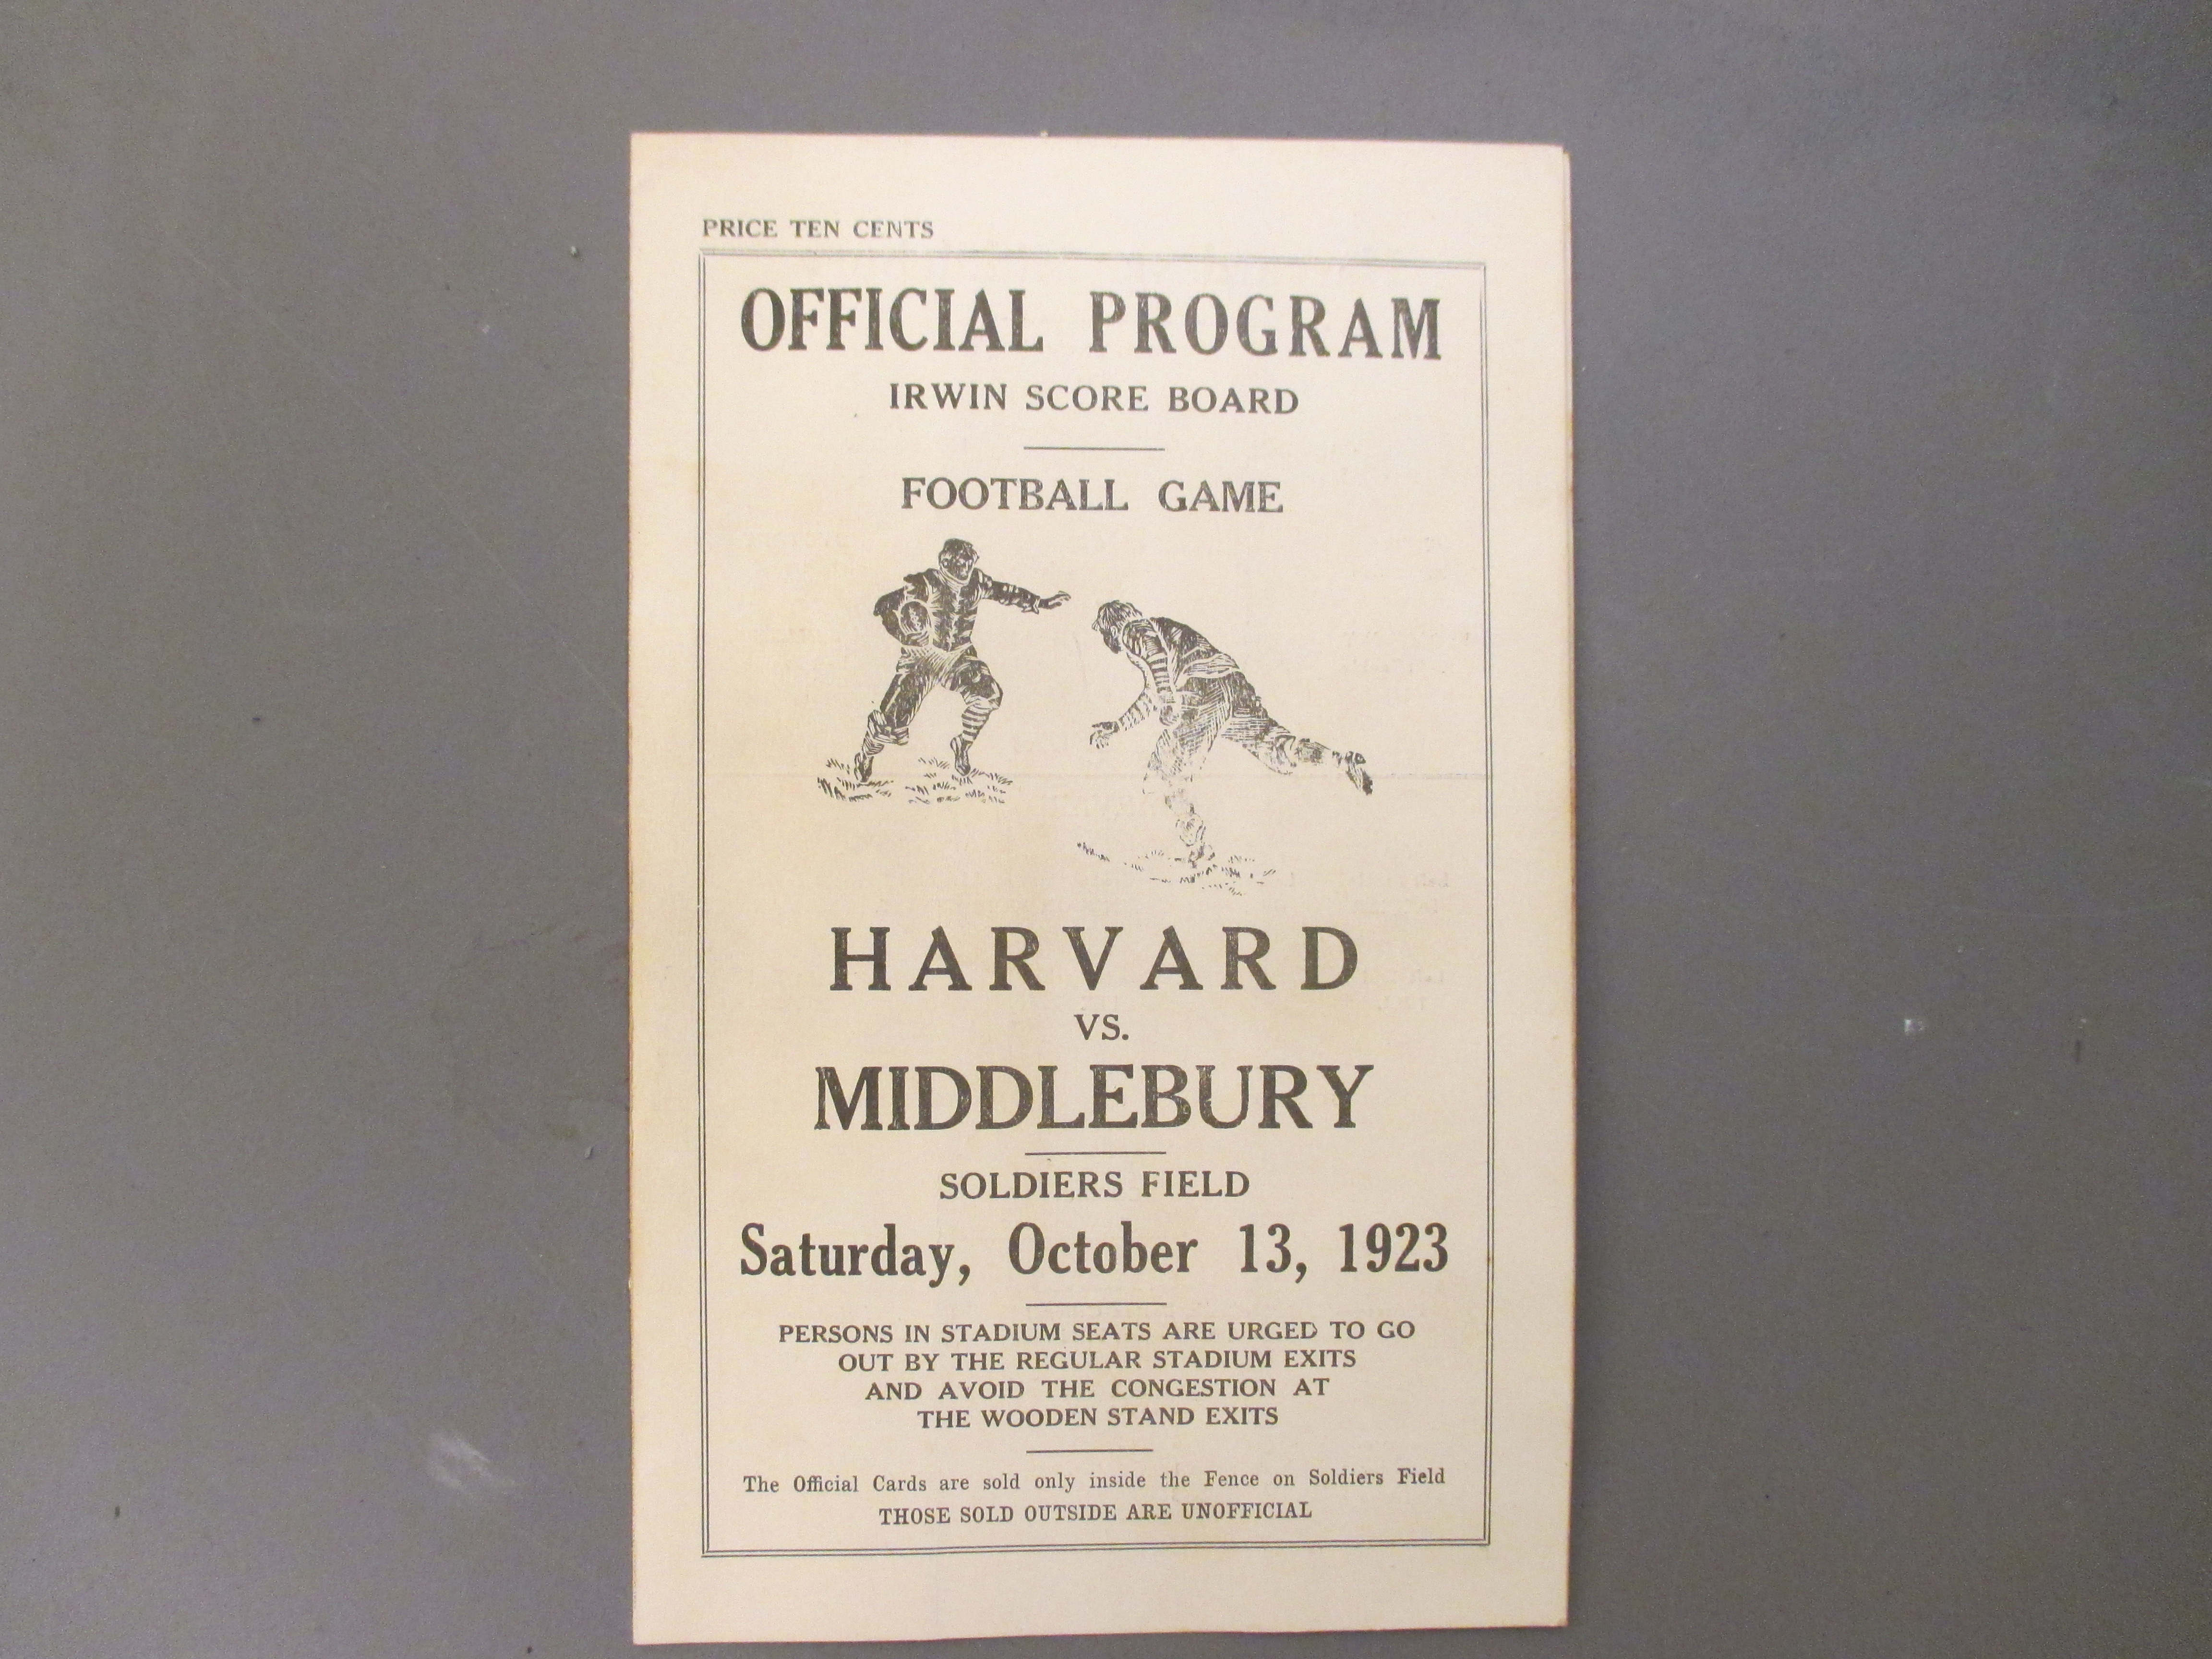 PRICE TEN CENTS
OFFICIAL PROGRAM
IRWIN SCORE BOARD
FOOTBALL GAME
HARVARD
VS.
MIDDLEBURY
SOLDIERS FIELD
Saturday, October 13, 1923
PERSONS IN STADIUM SEATS ARE URGED TO GO
OUT BY THE REGULAR STADIUM EXITS
AND AVOID THE CONGESTION AT
THE WOODEN STAND EXITS
The Official Cards are sold only inside the Fence on Soldiers Field
THOSE SOLD OUTSIDE ARE UNOFFICIAL